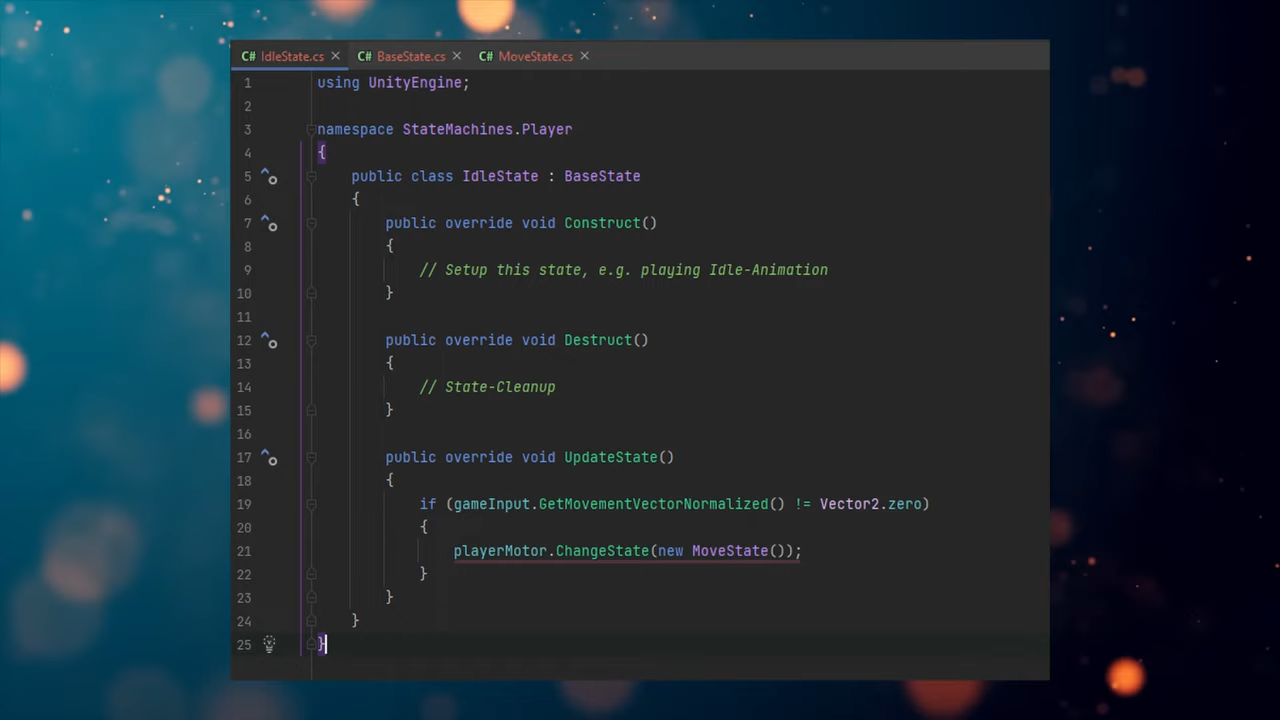 C# IdleState.cs × C# BaseState.cs × C# MoveState.cs ×
1 using UnityEngine;
2
3 namespace StateMachines.Player
4 {
5 public class IdleState : BaseState
6 {
7 public override void Construct()
8 {
9 // Setup this state, e.g. playing Idle-Animation
10 }
11
12 public override void Destruct()
13 {
14 // State-Cleanup
15 }
16
17 public override void UpdateState()
18 {
19 if (gameInput.GetMovementVectorNormalized() != Vector2.zero)
20 {
21 playerMotor.ChangeState(new MoveState());
22 }
23 }
24 }
25 }